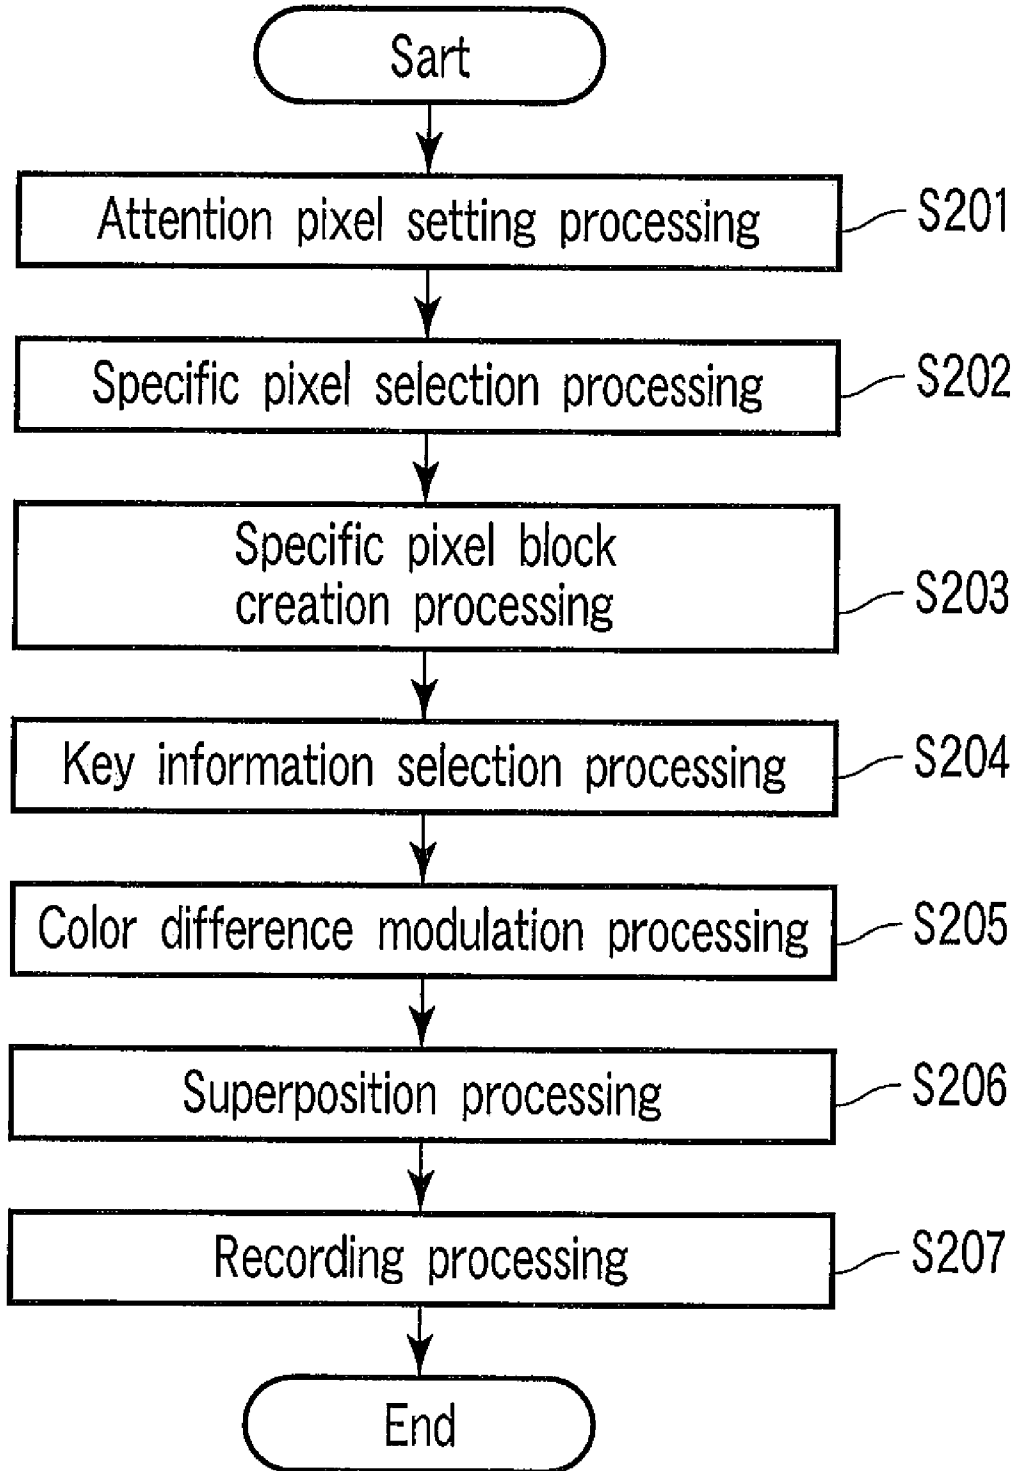 Sart
Attention pixel setting processing
S201
Specific pixel selection processing
S202
Specific pixel block
creation processing
S203
Key information selection processing
S204
Color difference modulation processing
S205
Superposition processing
S206
Recording processing
S207
End